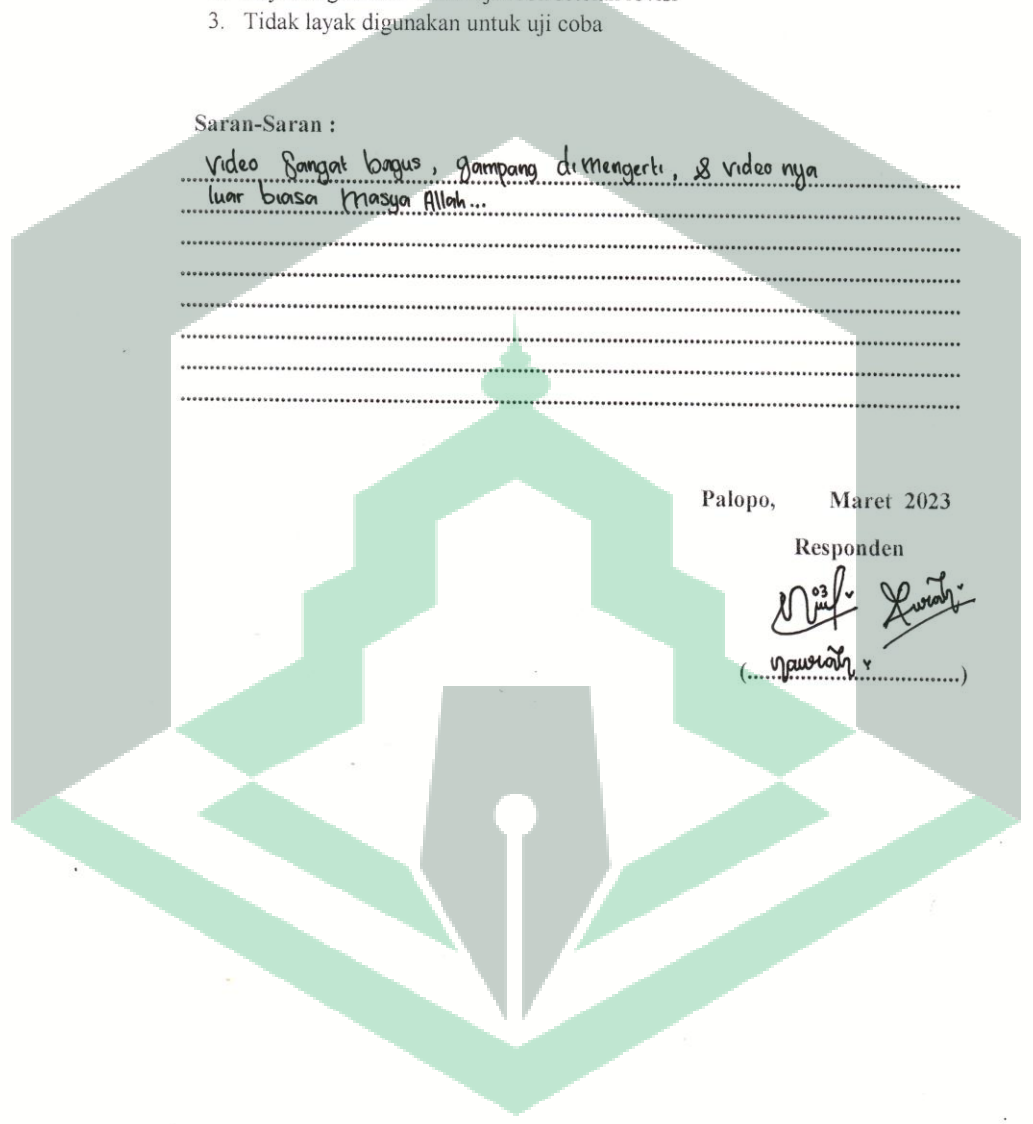 3. Tidak layak digunakan untuk uji coba
Saran-Saran :
Video Sangat bagus, gampang dimengerti, & video nya
luar biasa Masya Allah...
Palopo, Maret 2023
Responden
(.....naurah.....)